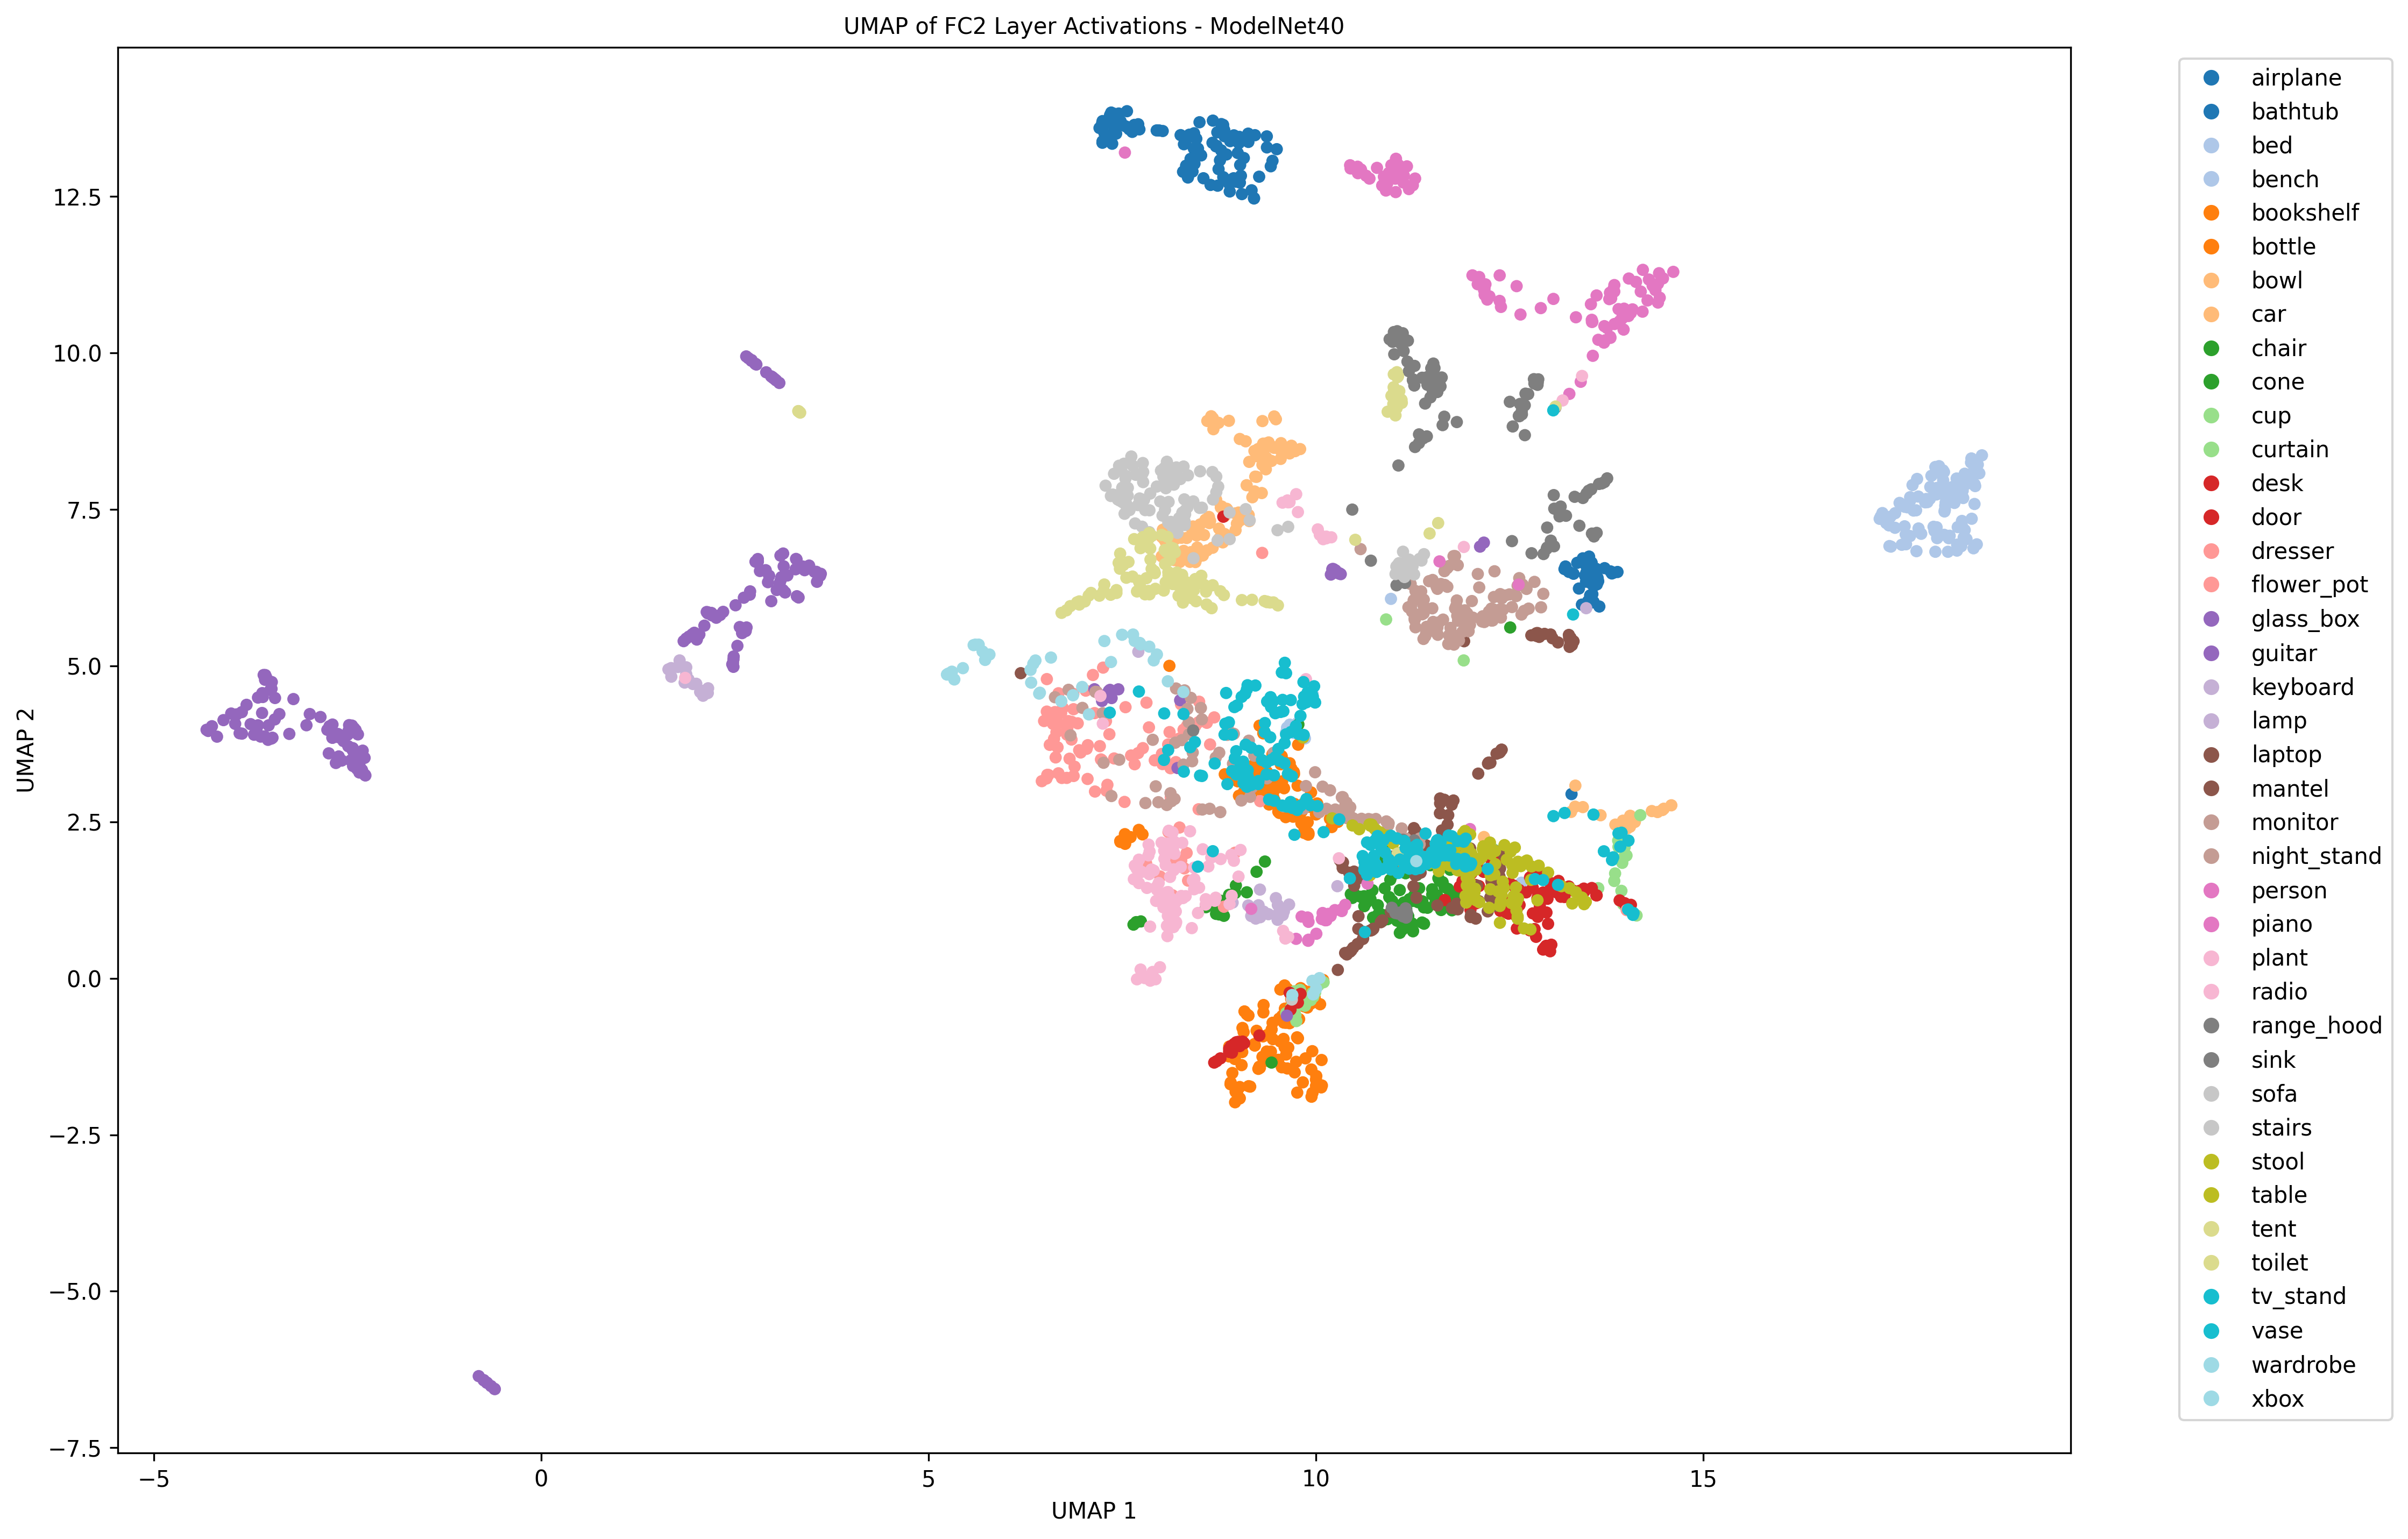 UMAP of FC2 Layer Activations - ModelNet40
12.5
10.0
7.5
5.0
2.5
0.0
−2.5
−5.0
−7.5
UMAP 2
−5
0
5
10
15
UMAP 1
airplane
bathtub
bed
bench
bookshelf
bottle
bowl
car
chair
cone
cup
curtain
desk
door
dresser
flower_pot
glass_box
guitar
keyboard
lamp
laptop
mantel
monitor
night_stand
person
piano
plant
radio
range_hood
sink
sofa
stairs
stool
table
tent
toilet
tv_stand
vase
wardrobe
xbox